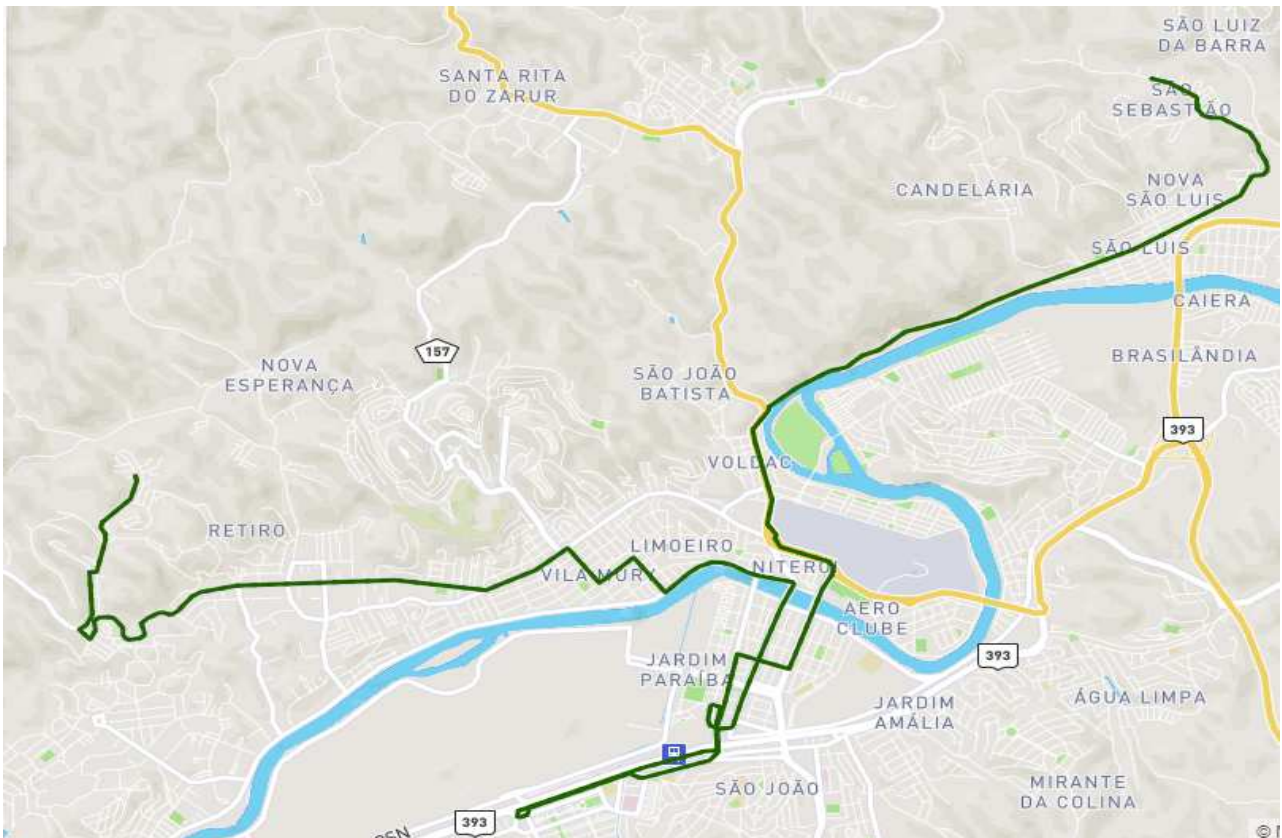 SÃO LUIZ
DA BARRA
SANTA RITA
DO ZARUR
SÃO
SEBASTIÃO
CANDELÁRIA
NOVA
SÃO LUIS
SÃO LUIS
CAIERA
157
NOVA
ESPERANÇA
SÃO JOÃO
BATISTA
BRASILÂNDIA
393
VOLDAC
RETIRO
LIMOEIRO
VILA MURY
NITERÓI
AERO
CLUBE
JARDIM
PARAÍBA
393
JARDIM
AMÁLIA
ÁGUA LIMPA
SÃO JOÃO
MIRANTE
DA COLINA
393
©